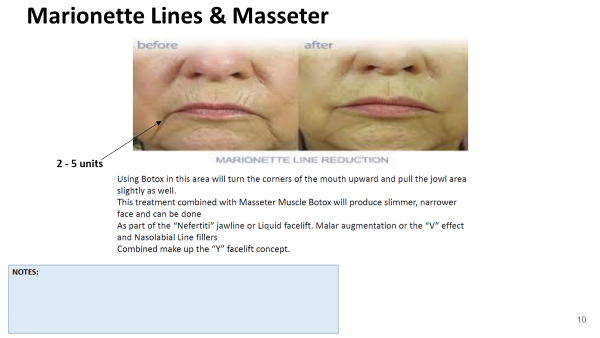 Marionette Lines & Masseter
before
after
2 - 5 units
MARIONETTE LINE REDUCTION
Using Botox in this area will turn the corners of the mouth upward and pull the jowl area
slightly as well.
This treatment combined with Masseter Muscle Botox will produce slimmer, narrower
face and can be done
As part of the “Nefertiti” jawline or Liquid facelift. Malar augmentation or the “V” effect
and Nasolabial Line fillers
Combined make up the “Y” facelift concept.
NOTES:
10